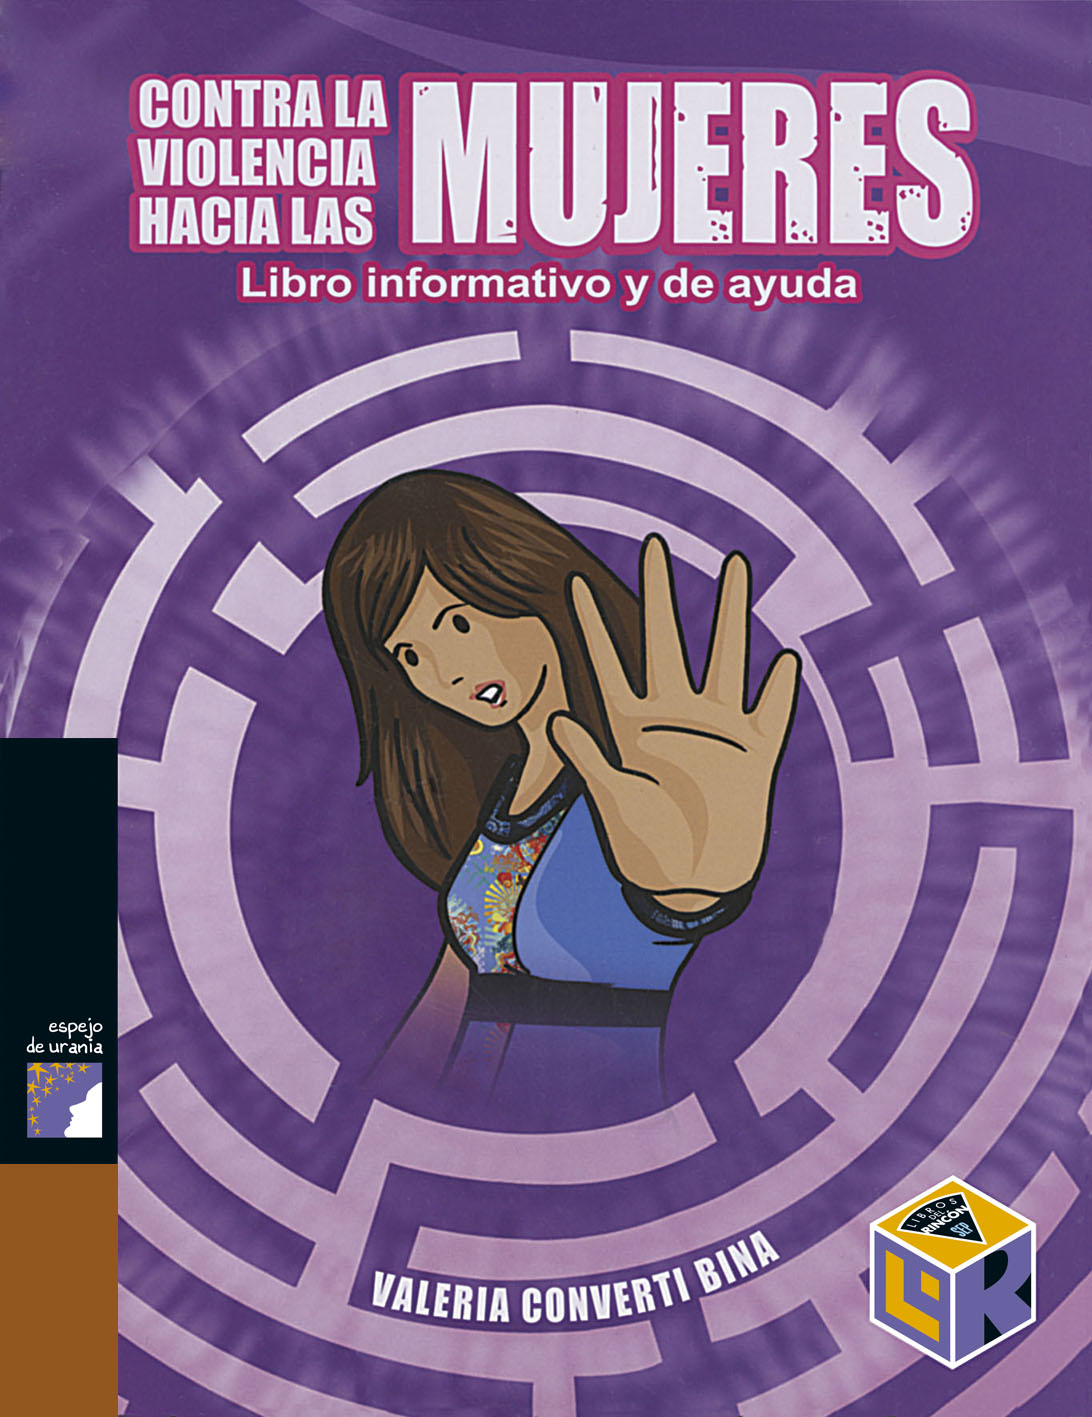 CONTRA LA
VIOLENCIA
HACIA LAS
MUJERES
Libro informativo y de ayuda
espejo
de urania
VALERIA CONVERTI BINA
LIBROS
DEL
RINCÓN
SEP
LR